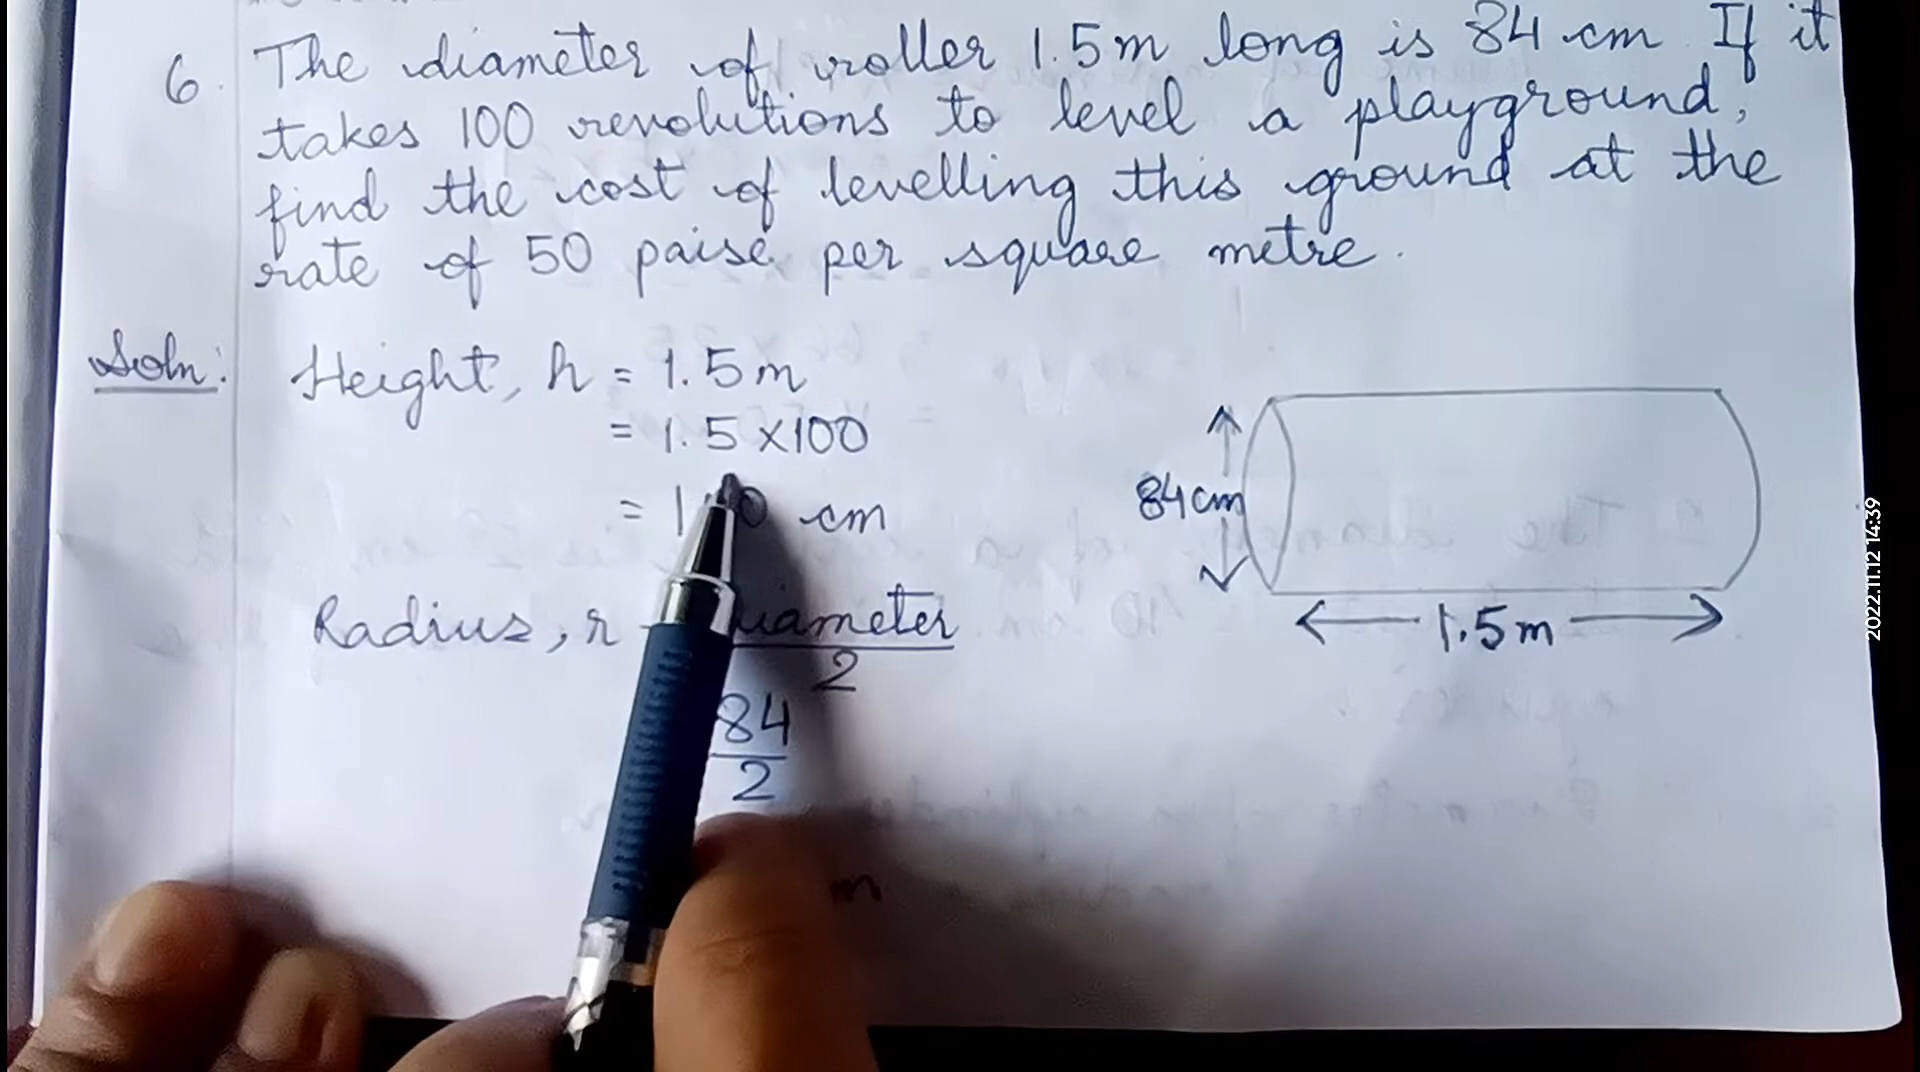 6. The diameter of roller 1.5m long is 84 cm. If it
takes 100 revolutions to level a playground,
find the cost of levelling this ground at the
rate of 50 paise per square metre.
Soln: Height, h = 1.5m
= 1.5 × 100
cm
Radius, r
2
84
2
m
84cm
1.5m
2022.11.12 14:39